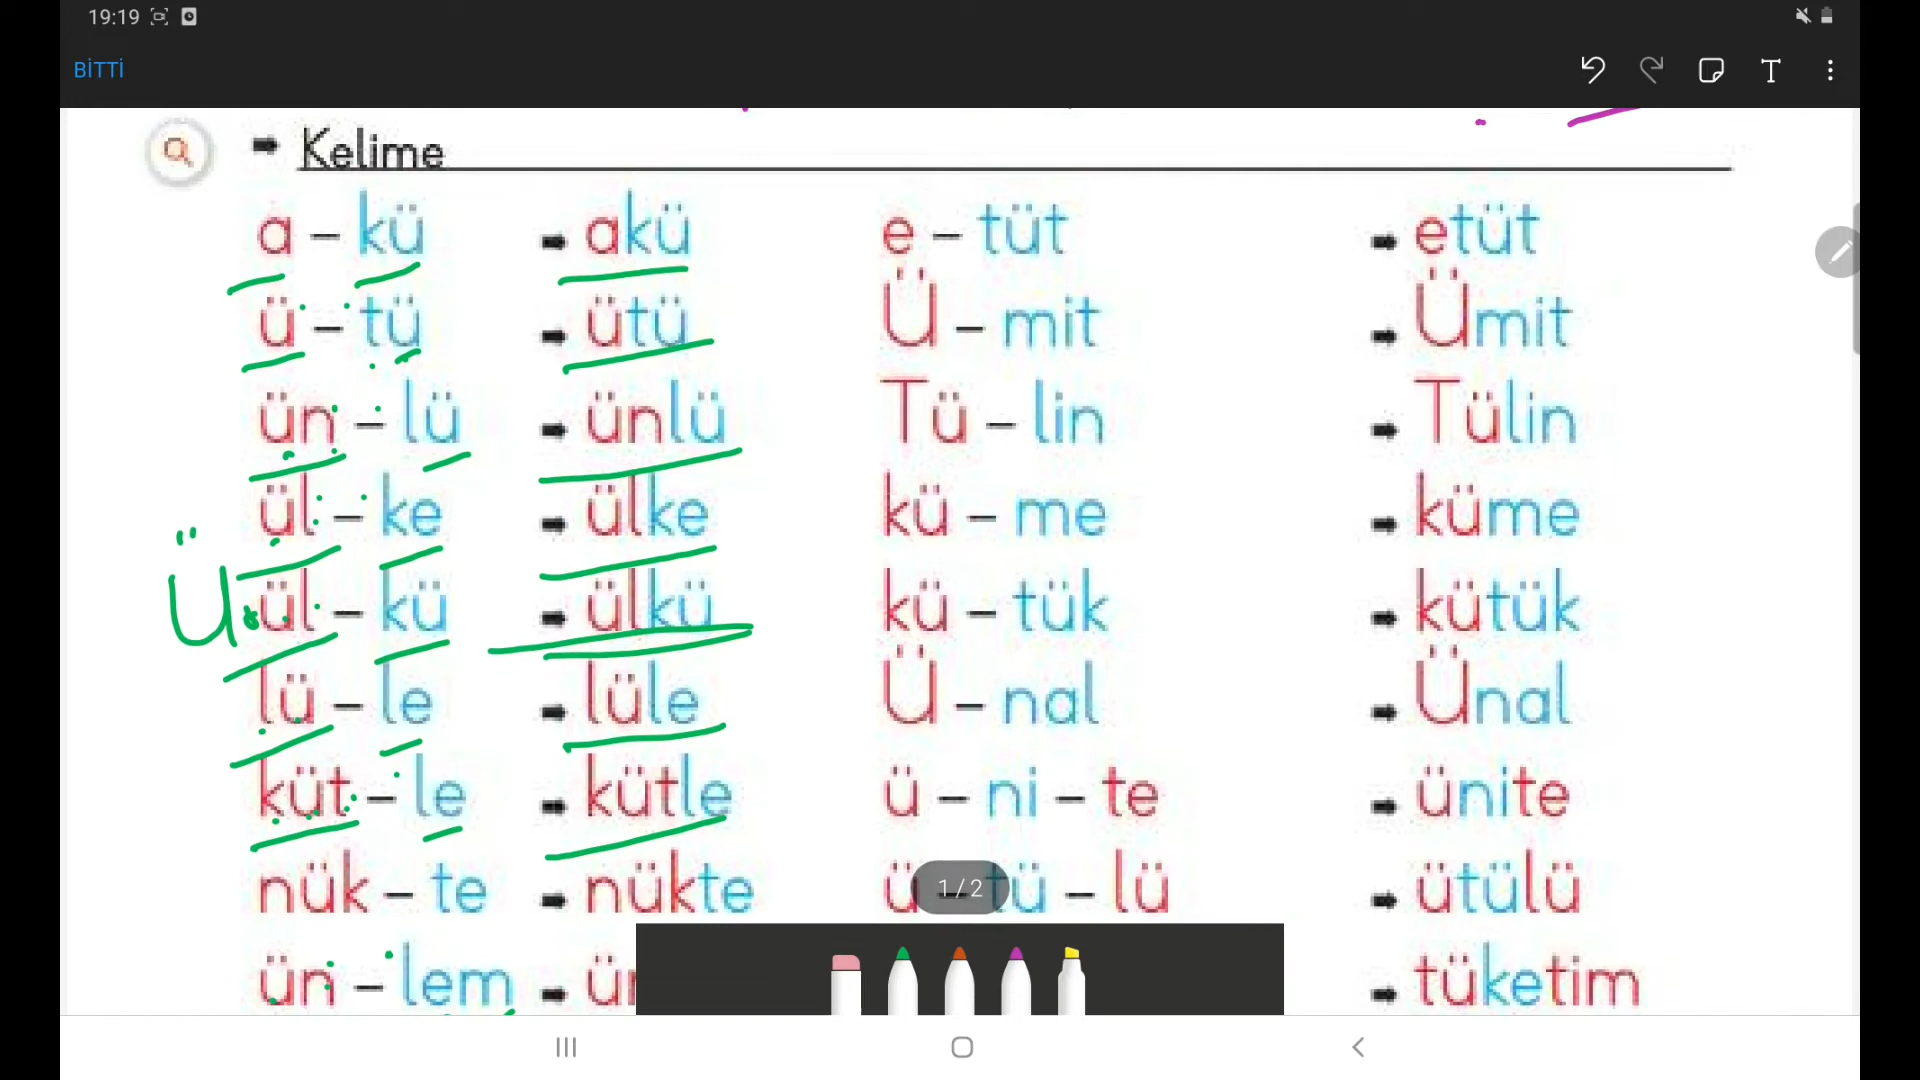 19:19
BİTTİ
Kelime
a – kü akü e – tüt etüt
ü – tü ütü Ü – mit Ümit
ün – lü ünlü Tü – lin Tülin
ül – ke ülke kü – me küme
Ü ül – kü ülkü kü – tük kütük
lü – le lüle Ü – nal Ünal
küt – le kütle ü – ni – te ünite
nük – te nükte ü – tü – lü ütülü
1 / 2
ün – lem tüketim